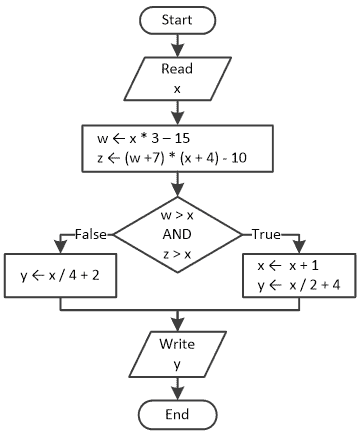 Start
Read
x
w ← x * 3 – 15
z ← (w +7) * (x + 4) - 10
w > x
AND
z > x
False
True
y ← x / 4 + 2
x ← x + 1
y ← x / 2 + 4
Write
y
End